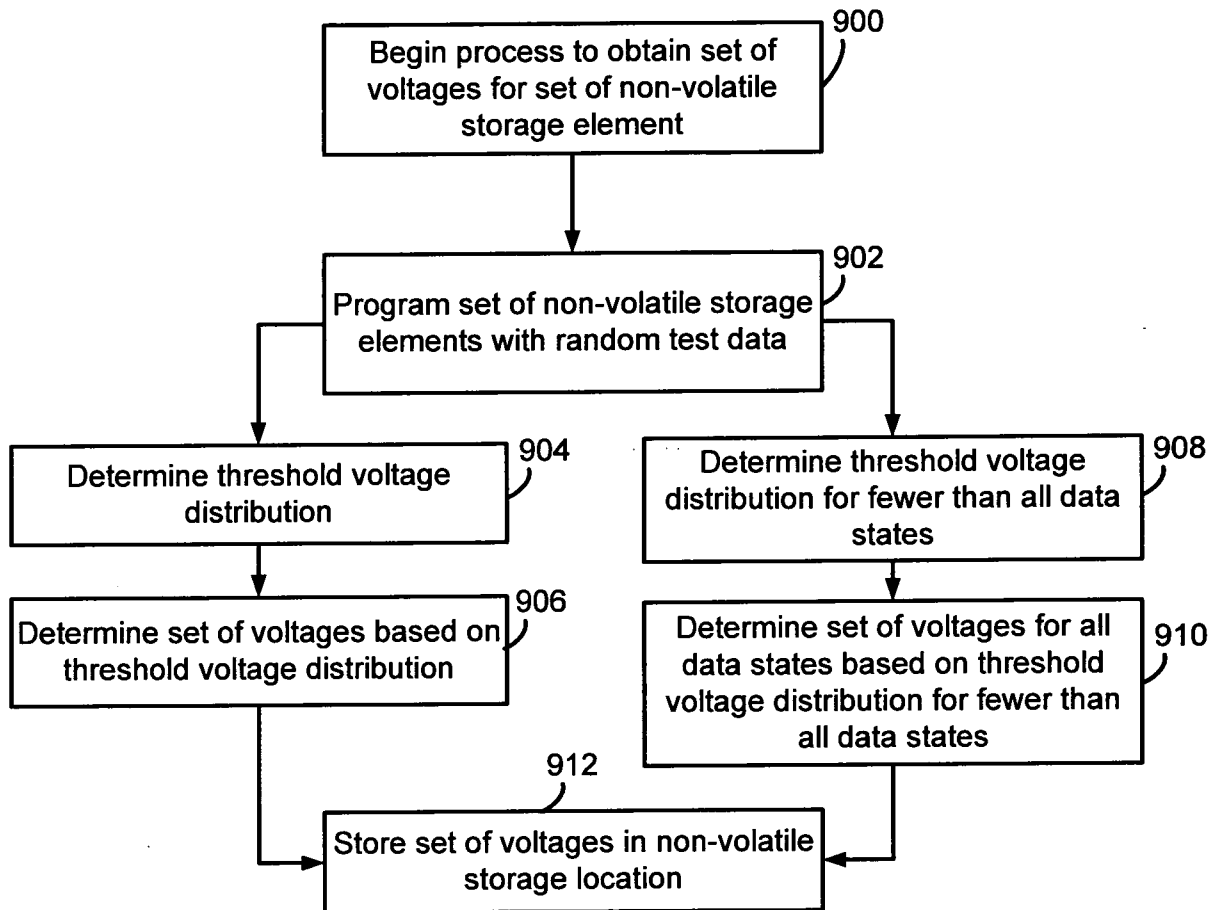 900
Begin process to obtain set of
voltages for set of non-volatile
storage element
902
Program set of non-volatile storage
elements with random test data
904
Determine threshold voltage
distribution
906
Determine set of voltages based on
threshold voltage distribution
908
Determine threshold voltage
distribution for fewer than all data
states
910
Determine set of voltages for all
data states based on threshold
voltage distribution for fewer than
all data states
912
Store set of voltages in non-volatile
storage location